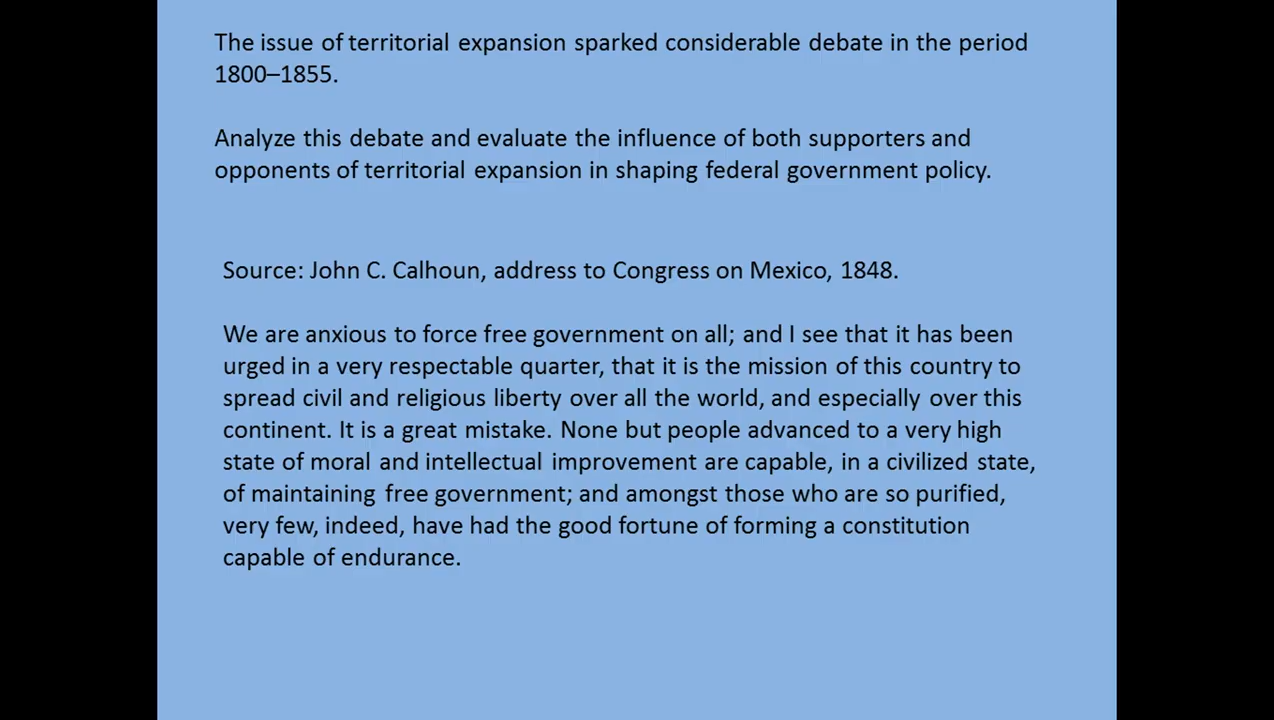 The issue of territorial expansion sparked considerable debate in the period
1800–1855.
Analyze this debate and evaluate the influence of both supporters and
opponents of territorial expansion in shaping federal government policy.
Source: John C. Calhoun, address to Congress on Mexico, 1848.
We are anxious to force free government on all; and I see that it has been
urged in a very respectable quarter, that it is the mission of this country to
spread civil and religious liberty over all the world, and especially over this
continent. It is a great mistake. None but people advanced to a very high
state of moral and intellectual improvement are capable, in a civilized state,
of maintaining free government; and amongst those who are so purified,
very few, indeed, have had the good fortune of forming a constitution
capable of endurance.